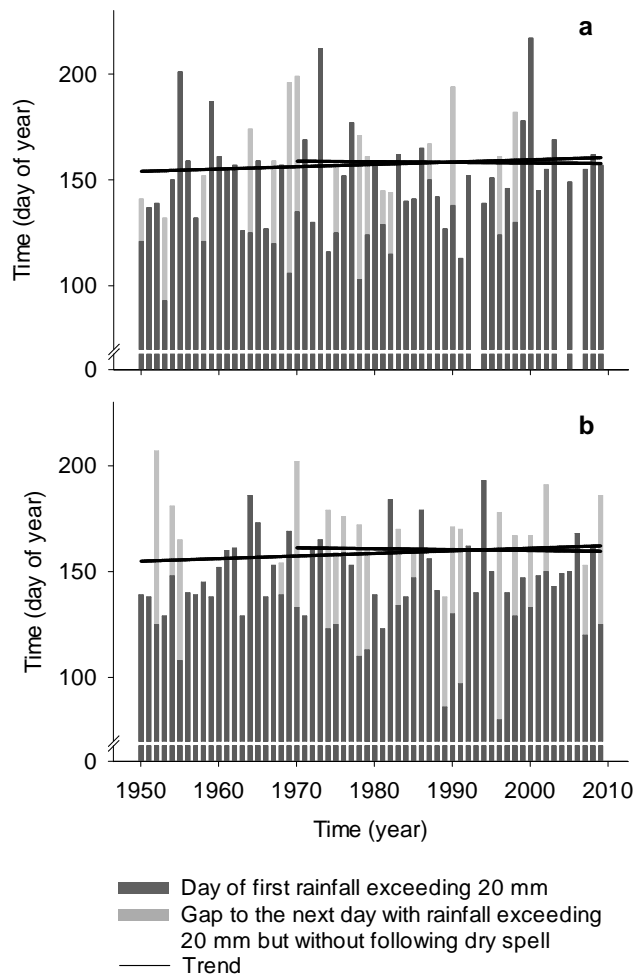 a
200
150
100
0
Time (day of year)
b
200
150
100
0
Time (day of year)
1950 1960 1970 1980 1990 2000 2010
Time (year)
Day of first rainfall exceeding 20 mm
Gap to the next day with rainfall exceeding
20 mm but without following dry spell
Trend